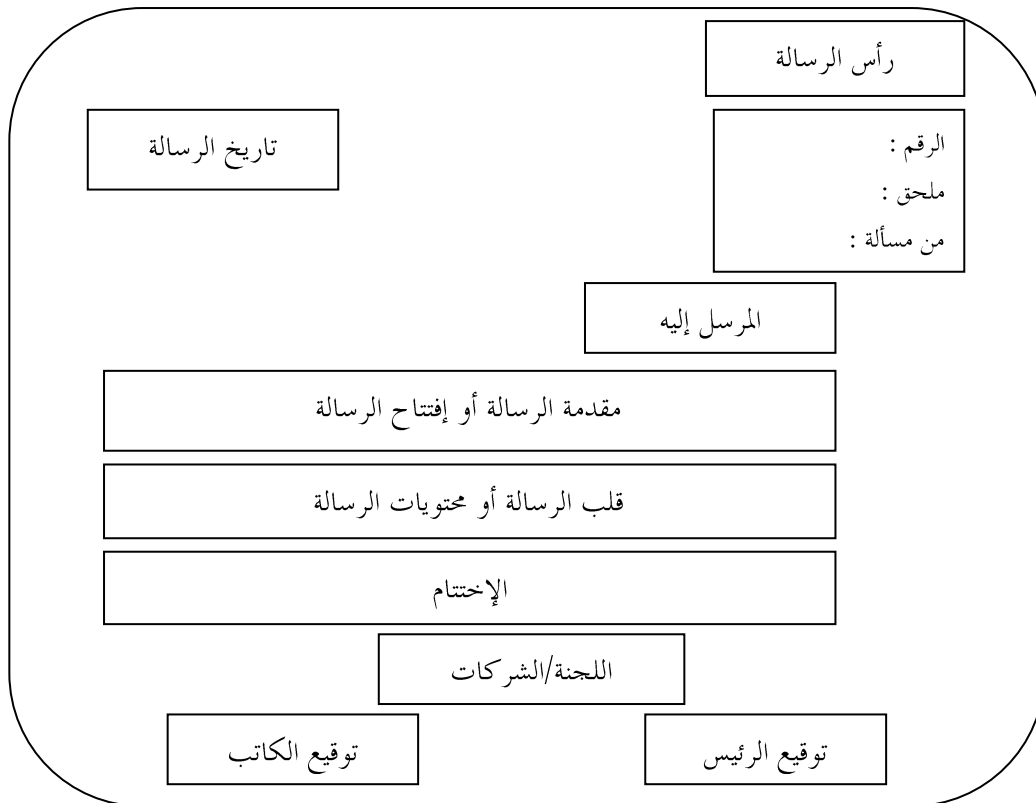 رأس الرسالة
تاريخ الرسالة
الرقم :
ملحق :
من مسألة :
المرسل إليه
مقدمة الرسالة أو إفتتاح الرسالة
قلب الرسالة أو محتويات الرسالة
الإختتام
اللجنة/الشركات
توقيع الرئيس
توقيع الكاتب